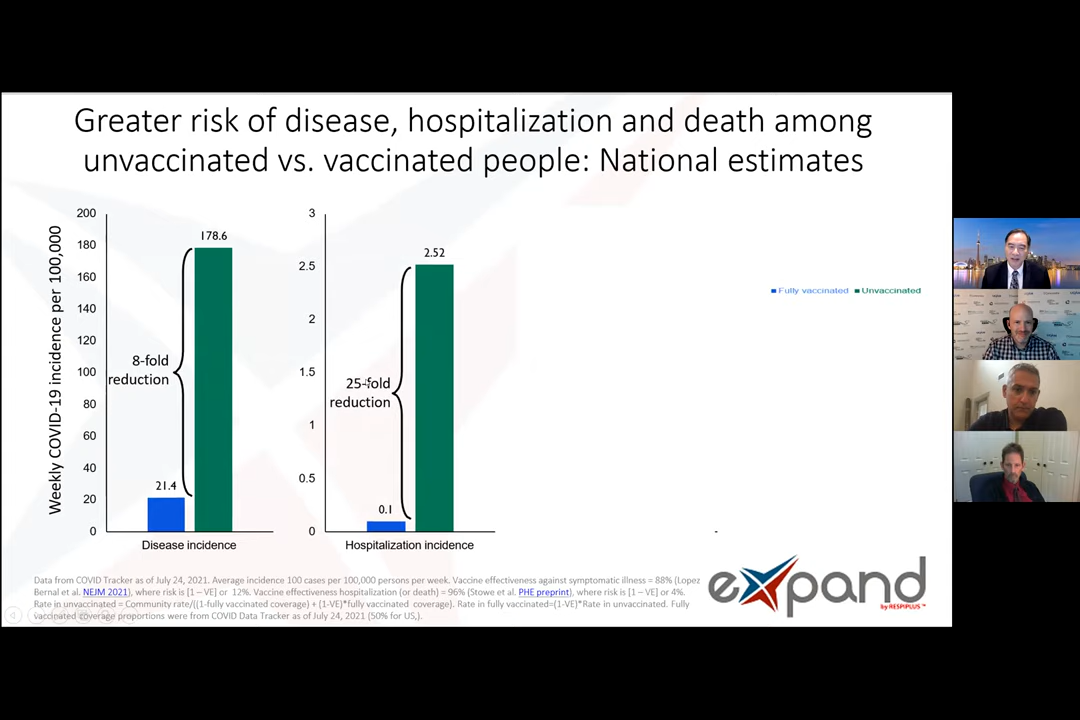 Greater risk of disease, hospitalization and death among
unvaccinated vs. vaccinated people: National estimates
Weekly COVID-19 incidence per 100,000
200
180
160
140
120
100
80
60
40
20
0
178.6
8-fold
reduction
21.4
Disease incidence
3
2.5
2
1.5
1
0.5
0
2.52
25-fold
reduction
0.1
Hospitalization incidence
Fully vaccinated Unvaccinated
Data from COVID Tracker as of July 24, 2021. Average incidence 100 cases per 100,000 persons per week. Vaccine effectiveness against symptomatic illness = 88% (Lopez
Bernal et al. NEJM 2021), where risk is [1 – VE] or 12%. Vaccine effectiveness hospitalization (or death) = 96% (Stowe et al. PHE preprint), where risk is [1 – VE] or 4%.
Rate in unvaccinated = Community rate/((1-fully vaccinated coverage) + (1-VE)*fully vaccinated coverage). Rate in fully vaccinated=(1-VE)*Rate in unvaccinated. Fully
vaccinated coverage proportions were from COVID Data Tracker as of July 24, 2021 (50% for US,).
expand
by RESPIPLUS™